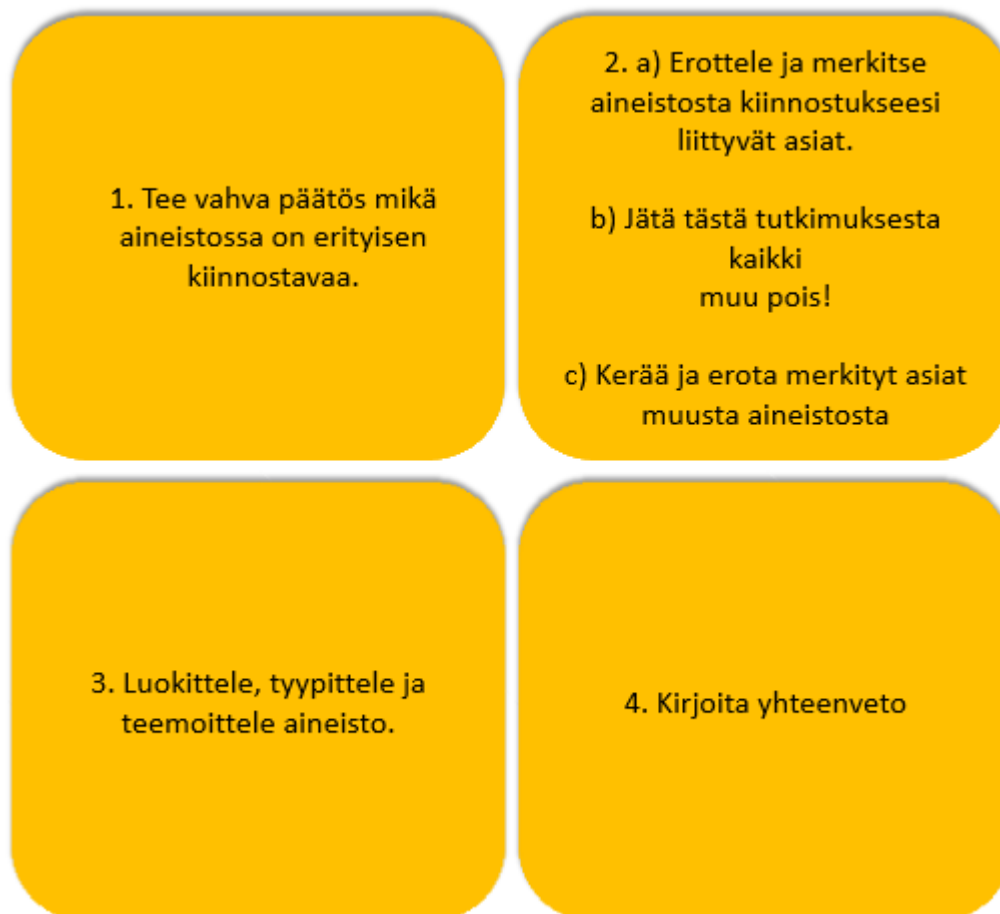 1. Tee vahva päätös mikä
aineistossa on erityisen
kiinnostavaa.
2. a) Erottele ja merkitse
aineistosta kiinnostukseesi
liittyvät asiat.
b) Jätä tästä tutkimuksesta
kaikki
muu pois!
c) Kerää ja erota merkityt asiat
muusta aineistosta
3. Luokittele, tyypittele ja
teemoittele aineisto.
4. Kirjoita yhteenveto